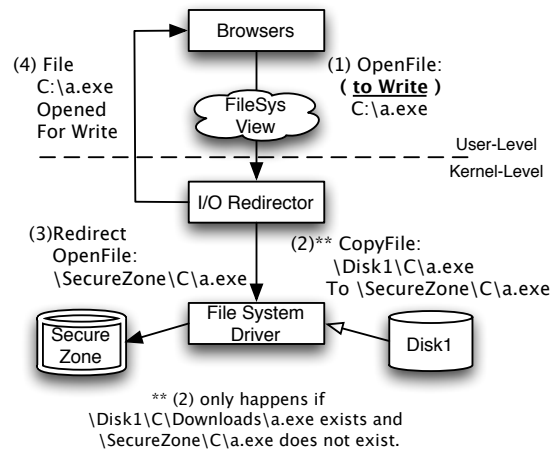 Browsers
(4) File
C:\a.exe
Opened
For Write
(1) OpenFile:
( to Write )
C:\a.exe
FileSys
View
User-Level
Kernel-Level
I/O Redirector
(3)Redirect
OpenFile:
\SecureZone\C\a.exe
(2)** CopyFile:
\Disk1\C\a.exe
To \SecureZone\C\a.exe
Secure
Zone
File System
Driver
Disk1
** (2) only happens if
\Disk1\C\Downloads\a.exe exists and
\SecureZone\C\a.exe does not exist.